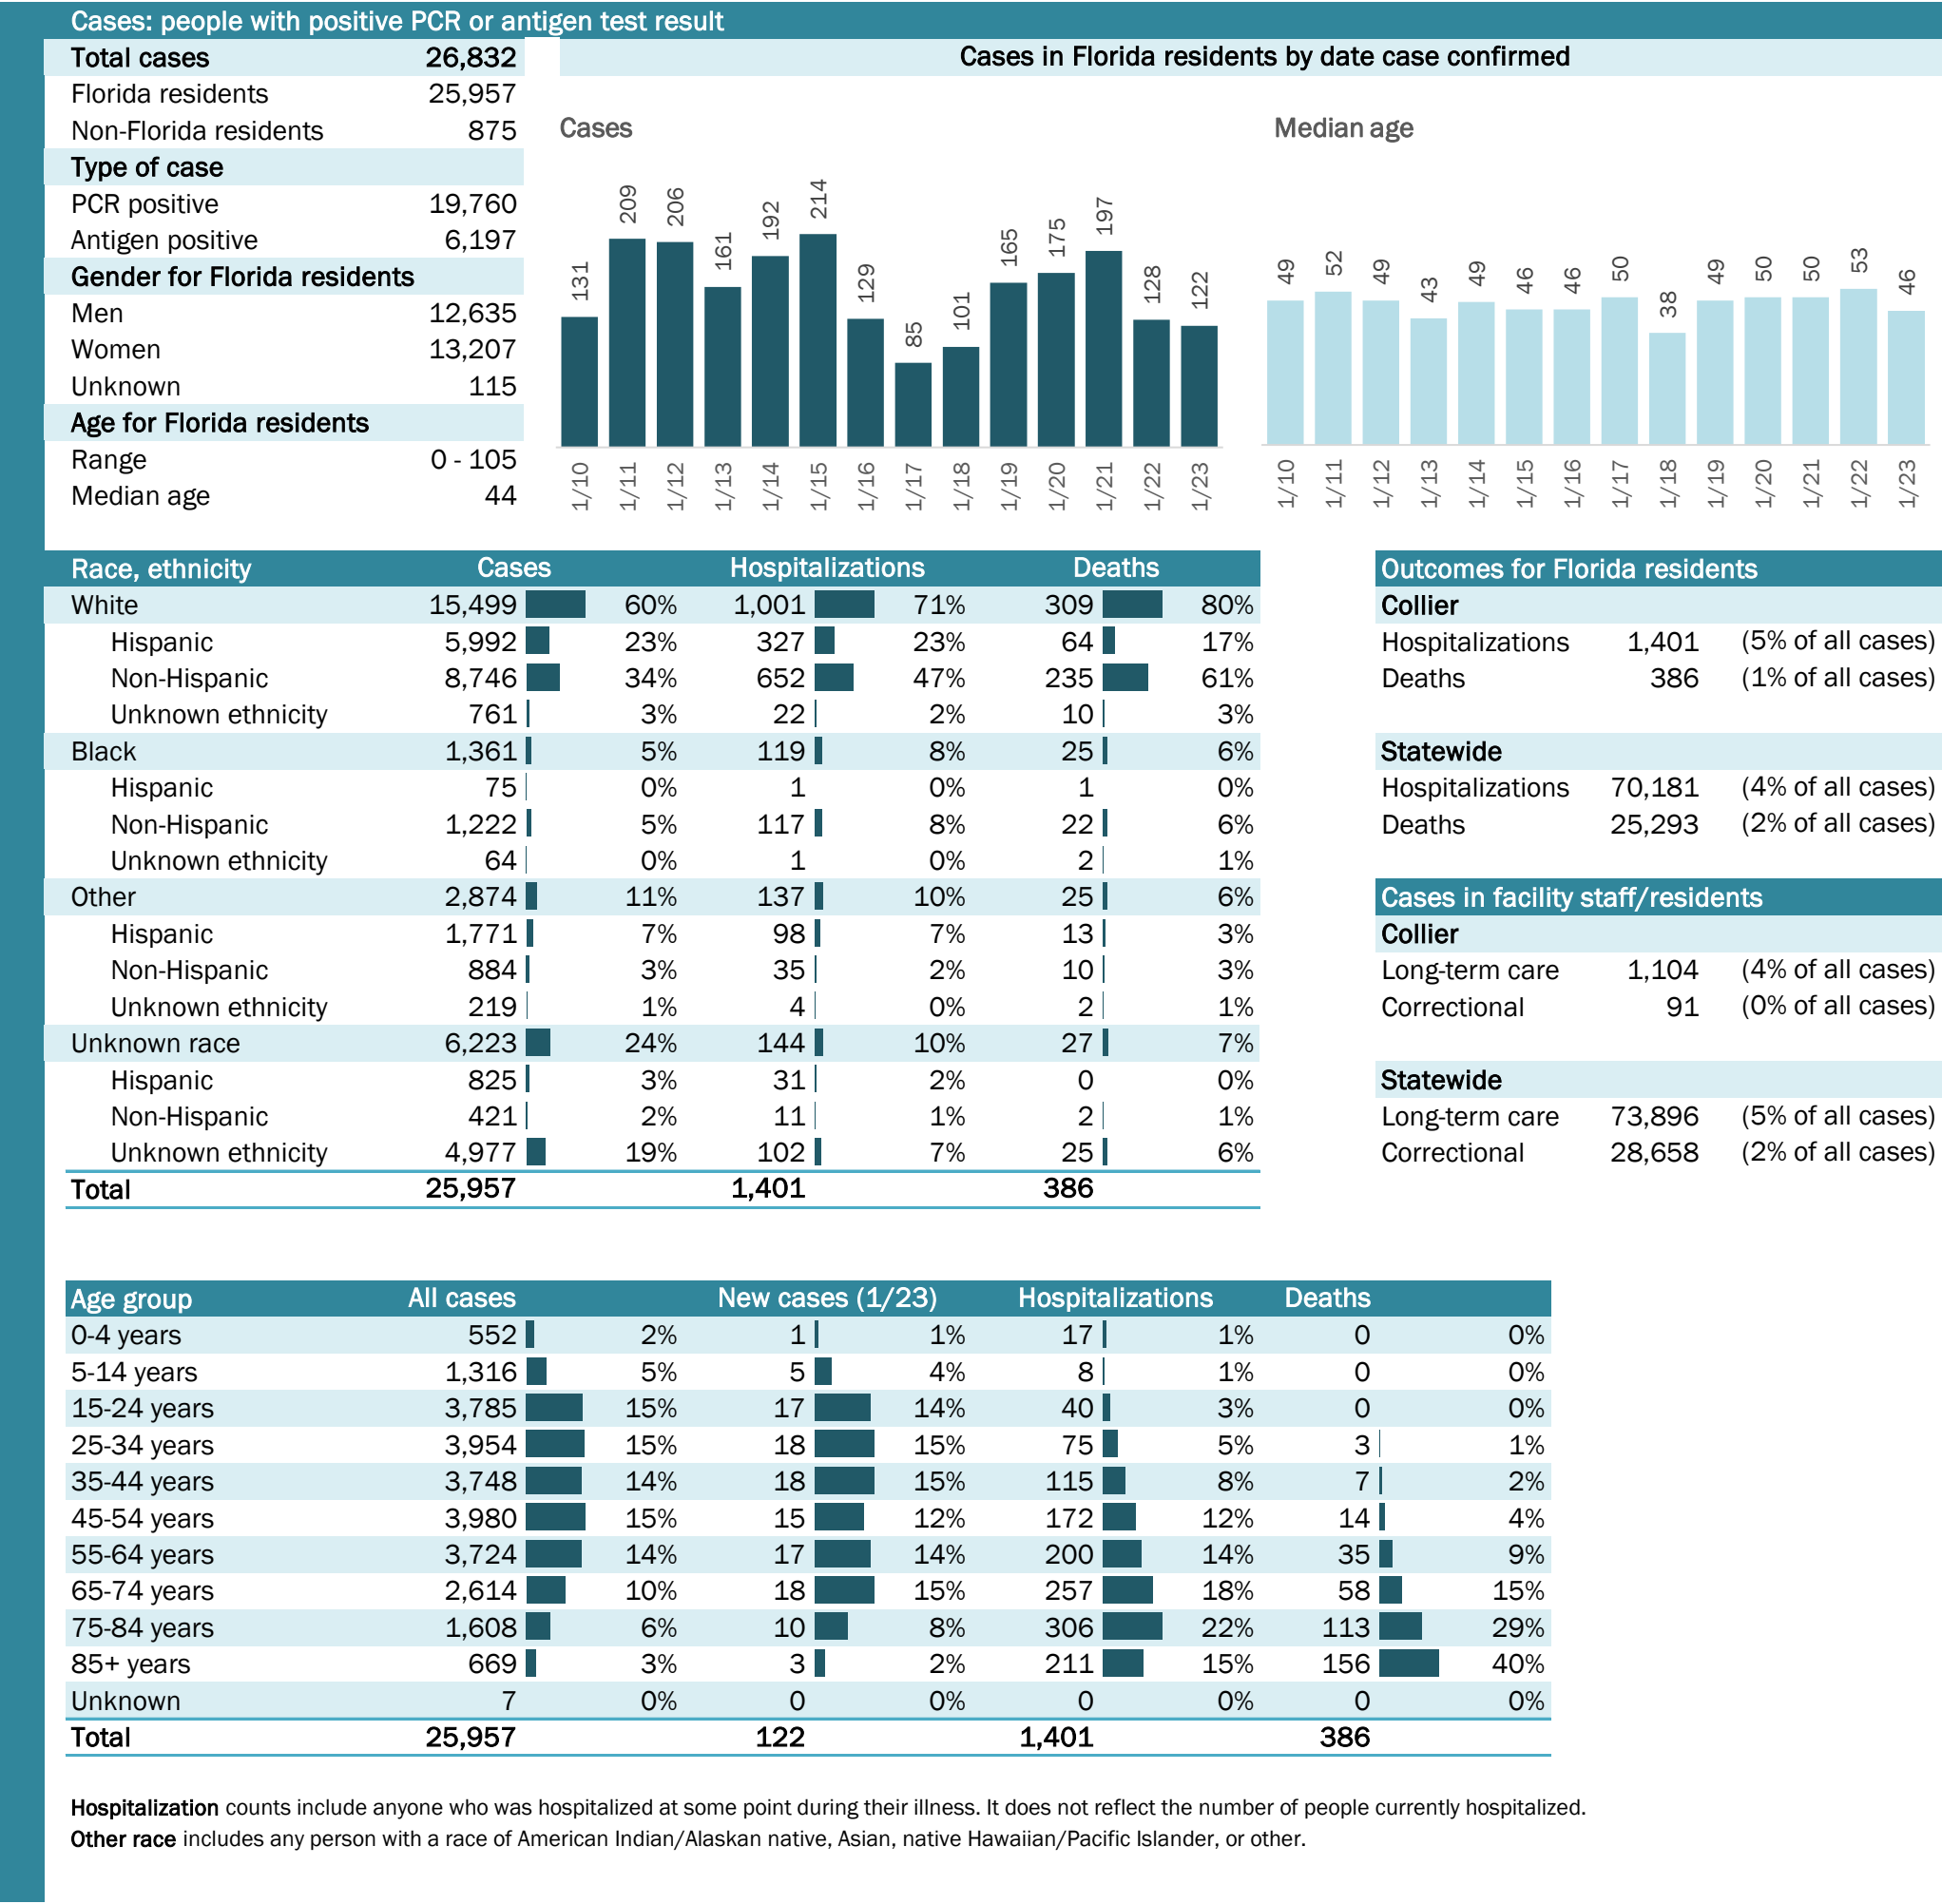 Cases: people with positive PCR or antigen test result
Total cases 26,832
Florida residents 25,957
Non-Florida residents 875
Type of case
PCR positive 19,760
Antigen positive 6,197
Gender for Florida residents
Men 12,635
Women 13,207
Unknown 115
Age for Florida residents
Range 0 - 105
Median age 44
Cases in Florida residents by date case confirmed
Cases
131 209 206 161 192 214 129 85 101 165 175 197 128 122
1/10 1/11 1/12 1/13 1/14 1/15 1/16 1/17 1/18 1/19 1/20 1/21 1/22 1/23
Median age
49 52 49 43 49 46 46 50 38 49 50 50 53 46
1/10 1/11 1/12 1/13 1/14 1/15 1/16 1/17 1/18 1/19 1/20 1/21 1/22 1/23
Race, ethnicity Cases Hospitalizations Deaths
White 15,499 60% 1,001 71% 309 80%
Hispanic 5,992 23% 327 23% 64 17%
Non-Hispanic 8,746 34% 652 47% 235 61%
Unknown ethnicity 761 3% 22 2% 10 3%
Black 1,361 5% 119 8% 25 6%
Hispanic 75 0% 1 0% 1 0%
Non-Hispanic 1,222 5% 117 8% 22 6%
Unknown ethnicity 64 0% 1 0% 2 1%
Other 2,874 11% 137 10% 25 6%
Hispanic 1,771 7% 98 7% 13 3%
Non-Hispanic 884 3% 35 2% 10 3%
Unknown ethnicity 219 1% 4 0% 2 1%
Unknown race 6,223 24% 144 10% 27 7%
Hispanic 825 3% 31 2% 0 0%
Non-Hispanic 421 2% 11 1% 2 1%
Unknown ethnicity 4,977 19% 102 7% 25 6%
Total 25,957 1,401 386
Outcomes for Florida residents
Collier
Hospitalizations 1,401 (5% of all cases)
Deaths 386 (1% of all cases)
Statewide
Hospitalizations 70,181 (4% of all cases)
Deaths 25,293 (2% of all cases)
Cases in facility staff/residents
Collier
Long-term care 1,104 (4% of all cases)
Correctional 91 (0% of all cases)
Statewide
Long-term care 73,896 (5% of all cases)
Correctional 28,658 (2% of all cases)
Age group All cases New cases (1/23) Hospitalizations Deaths
0-4 years 552 2% 1 1% 17 1% 0 0%
5-14 years 1,316 5% 5 4% 8 1% 0 0%
15-24 years 3,785 15% 17 14% 40 3% 0 0%
25-34 years 3,954 15% 18 15% 75 5% 3 1%
35-44 years 3,748 14% 18 15% 115 8% 7 2%
45-54 years 3,980 15% 15 12% 172 12% 14 4%
55-64 years 3,724 14% 17 14% 200 14% 35 9%
65-74 years 2,614 10% 18 15% 257 18% 58 15%
75-84 years 1,608 6% 10 8% 306 22% 113 29%
85+ years 669 3% 3 2% 211 15% 156 40%
Unknown 7 0% 0 0% 0 0% 0 0%
Total 25,957 122 1,401 386
Hospitalization counts include anyone who was hospitalized at some point during their illness. It does not reflect the number of people currently hospitalized.
Other race includes any person with a race of American Indian/Alaskan native, Asian, native Hawaiian/Pacific Islander, or other.